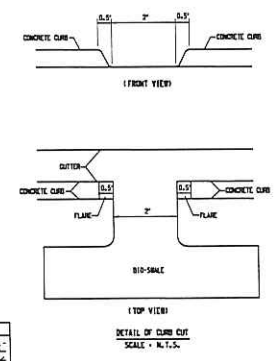 0.5' 2' 0.5'
CONCRETE CURB CONCRETE CURB
(FRONT VIEW)
GUTTER
CONCRETE CURB 0.5' 0.5' CONCRETE CURB
FLARE 2' FLARE
BIO-SWALE
(TOP VIEW)
DETAIL OF CURB CUT
SCALE - N.T.S.